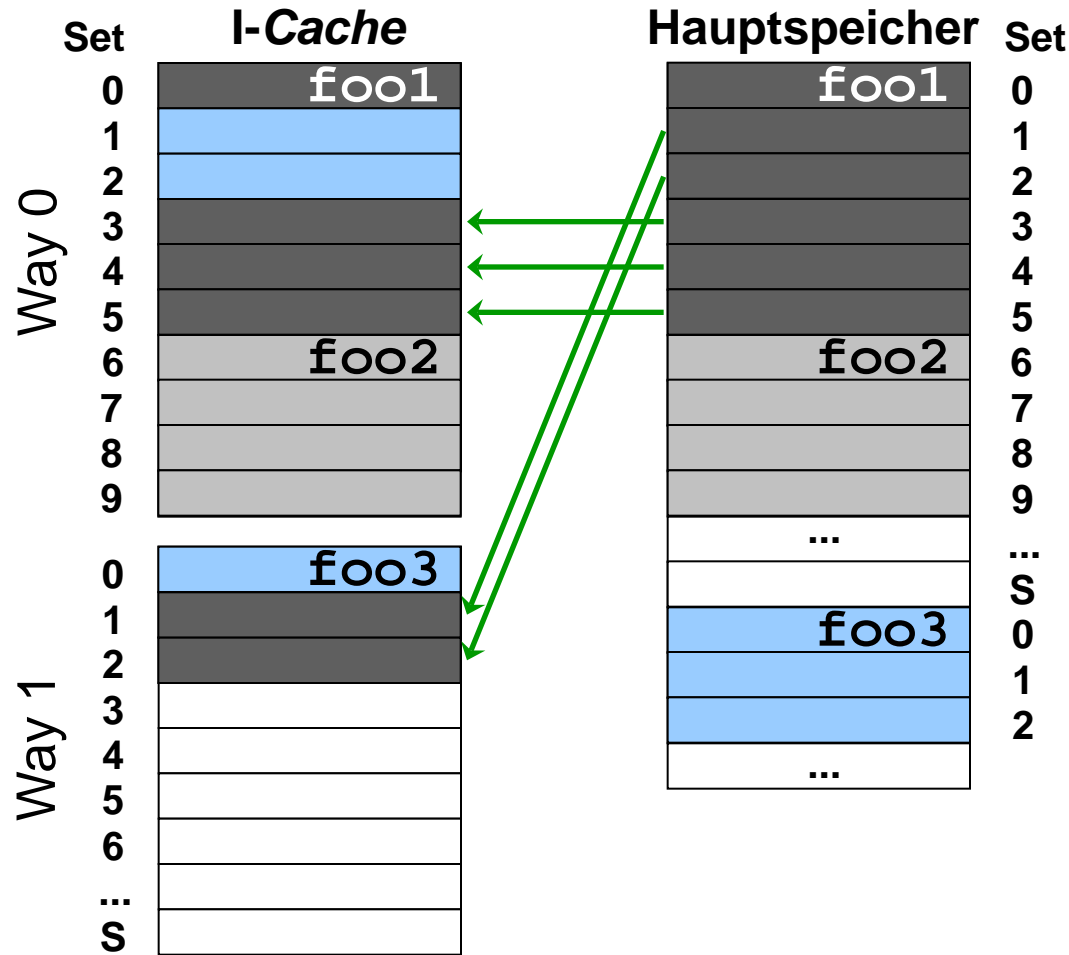 Set I-Cache Hauptspeicher Set
0 foo1 foo1 0
1 1
2 2
3 3
4 4
5 5
6 foo2 foo2 6
7 7
8 8
9 9
Way 0
... ...
0 foo3 S
1 foo3 0
2 1
3 2
4 ...
5
6
...
S
Way 1